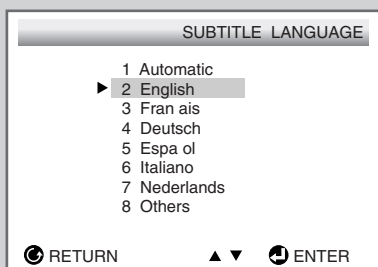 SUBTITLE LANGUAGE
1 Automatic
2 English
3 Fran ais
4 Deutsch
5 Espa ol
6 Italiano
7 Nederlands
8 Others
RETURN ▲ ▼ ENTER